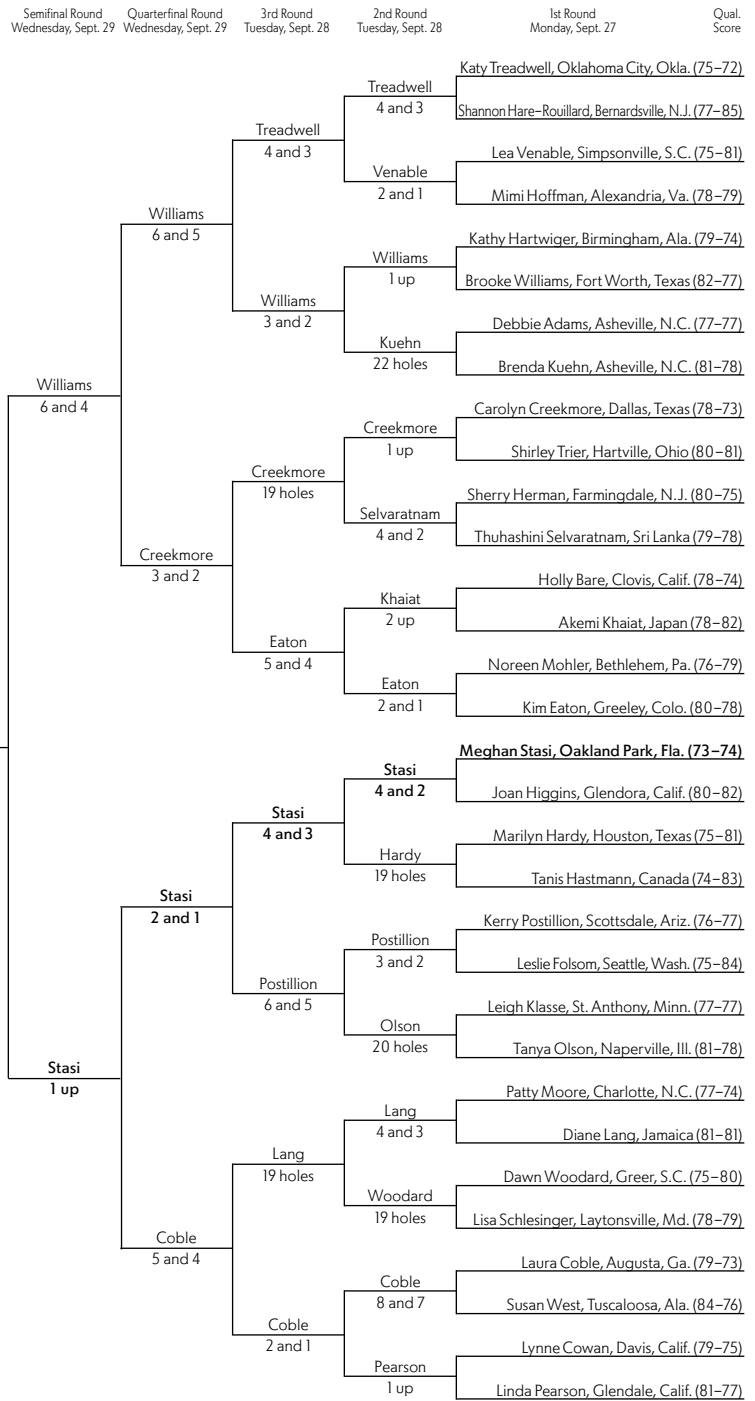 Semifinal Round
Wednesday, Sept. 29
Quarterfinal Round
Wednesday, Sept. 29
3rd Round
Tuesday, Sept. 28
2nd Round
Tuesday, Sept. 28
1st Round
Monday, Sept. 27
Qual.
Score
Katy Treadwell, Oklahoma City, Okla. (75–72)
Treadwell
4 and 3
Shannon Hare–Rouillard, Bernardsville, N.J. (77–85)
Treadwell
4 and 3
Lea Venable, Simpsonville, S.C. (75–81)
Venable
2 and 1
Mimi Hoffman, Alexandria, Va. (78–79)
Williams
6 and 5
Kathy Hartwiger, Birmingham, Ala. (79–74)
Williams
1 up
Brooke Williams, Fort Worth, Texas (82–77)
Williams
3 and 2
Debbie Adams, Asheville, N.C. (77–77)
Kuehn
22 holes
Brenda Kuehn, Asheville, N.C. (81–78)
Williams
6 and 4
Carolyn Creekmore, Dallas, Texas (78–73)
Creekmore
1 up
Shirley Trier, Hartville, Ohio (80–81)
Creekmore
19 holes
Sherry Herman, Farmingdale, N.J. (80–75)
Selvaratnam
4 and 2
Thuhashini Selvaratnam, Sri Lanka (79–78)
Creekmore
3 and 2
Holly Bare, Clovis, Calif. (78–74)
Khaiat
2 up
Akemi Khaiat, Japan (78–82)
Eaton
5 and 4
Noreen Mohler, Bethlehem, Pa. (76–79)
Eaton
2 and 1
Kim Eaton, Greeley, Colo. (80–78)
Meghan Stasi, Oakland Park, Fla. (73–74)
Stasi
4 and 2
Joan Higgins, Glendora, Calif. (80–82)
Stasi
4 and 3
Marilyn Hardy, Houston, Texas (75–81)
Hardy
19 holes
Tanis Hastmann, Canada (74–83)
Stasi
2 and 1
Kerry Postillion, Scottsdale, Ariz. (76–77)
Postillion
3 and 2
Leslie Folsom, Seattle, Wash. (75–84)
Postillion
6 and 5
Leigh Klasse, St. Anthony, Minn. (77–77)
Olson
20 holes
Tanya Olson, Naperville, Ill. (81–78)
Stasi
1 up
Patty Moore, Charlotte, N.C. (77–74)
Lang
4 and 3
Diane Lang, Jamaica (81–81)
Lang
19 holes
Dawn Woodard, Greer, S.C. (75–80)
Woodard
19 holes
Lisa Schlesinger, Laytonsville, Md. (78–79)
Coble
5 and 4
Laura Coble, Augusta, Ga. (79–73)
Coble
8 and 7
Susan West, Tuscaloosa, Ala. (84–76)
Coble
2 and 1
Lynne Cowan, Davis, Calif. (79–75)
Pearson
1 up
Linda Pearson, Glendale, Calif. (81–77)